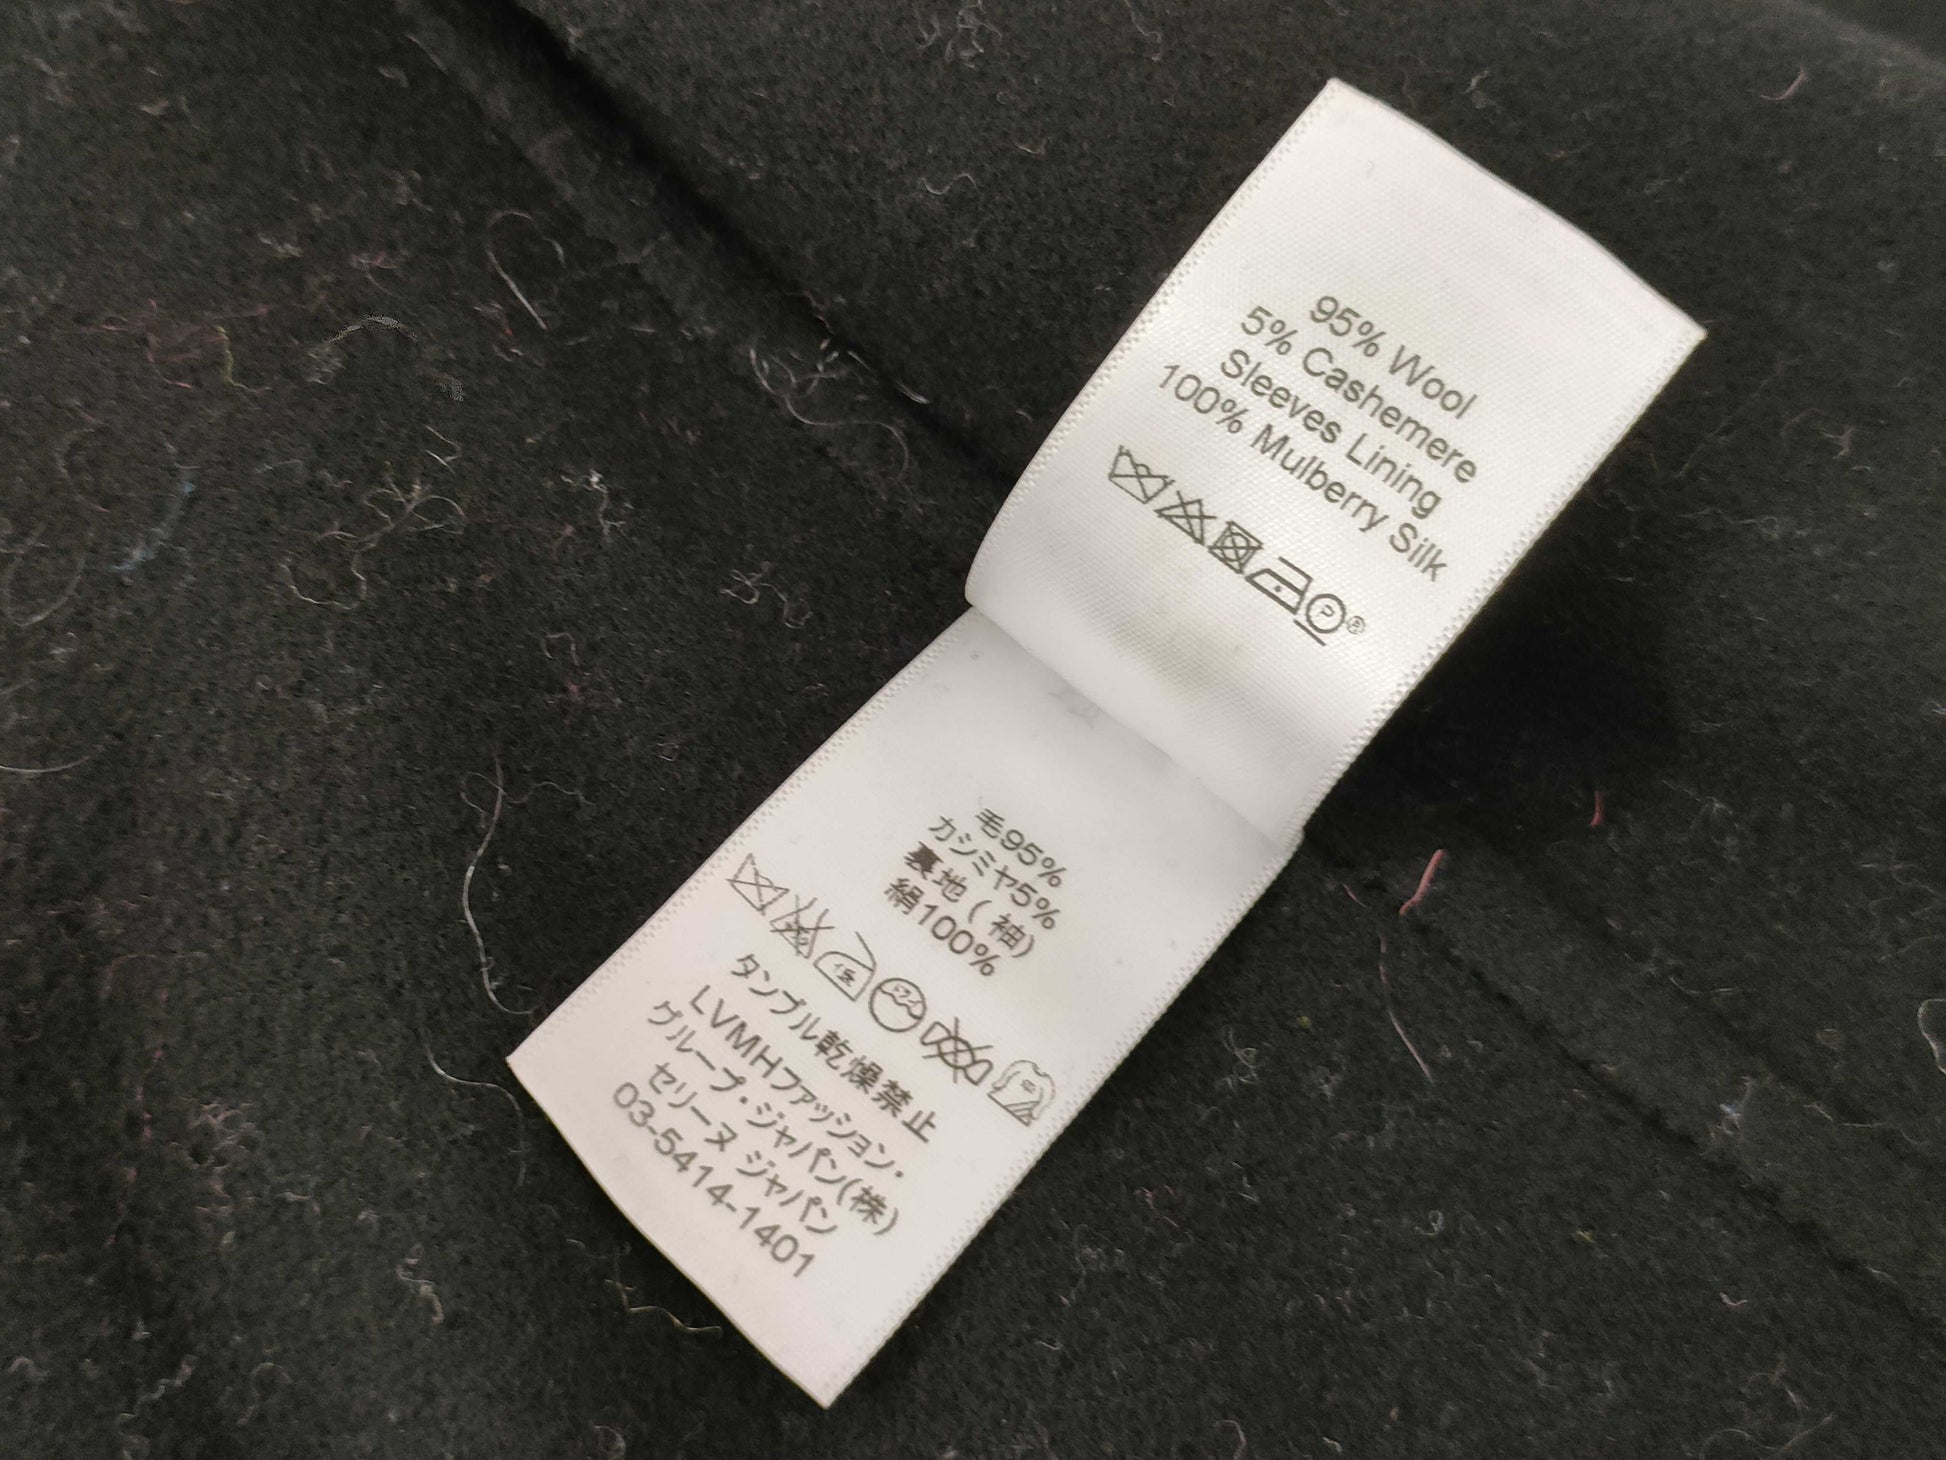 95% Wool
5% Cashemere
Sleeves Lining
100% Mulberry Silk
P
毛95%
カシミヤ5%
裏地(袖)
絹100%
低
中
タンブル乾燥禁止
LVMHファッション・
グループ・ジャパン(株)
セリーヌ ジャパン
03-5414-1401